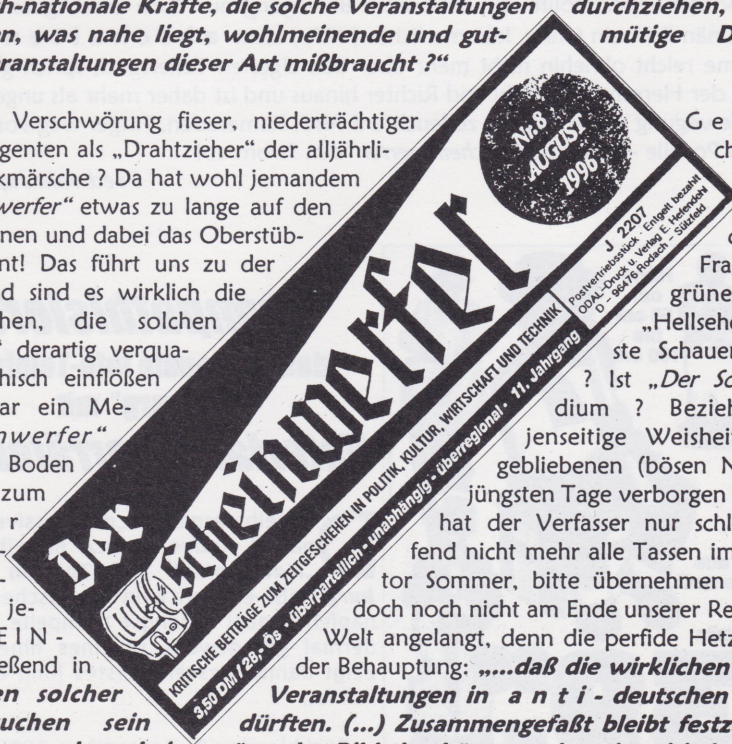 ch-nationale Kräfte, die solche Veranstaltungen durchziehen,
en, was nahe liegt, wohlmeinende und gut- mütige D
eranstaltungen dieser Art mißbraucht ?"
Verschwörung fieser, niederträchtiger
genten als „Drahtzieher" der alljährli-
kmärsche ? Da hat wohl jemandem
werfer" etwas zu lange auf den
nen und dabei das Oberstüb-
nt! Das führt uns zu der
d sind es wirklich die
hen, die solchen
derartig verqua-
hisch einflößen
ar ein Me-
nwerfer"
Boden
zum
r
je-
EIN-
eßend in
en solcher
uchen sein
Nr. 8
AUGUST
1996
J 2207
Postvertriebsstück · Entgelt bezahlt
ODAL-Druck u. Verlag E. Hefendehl
D - 96476 Rodach - Sülzfeld
Der
Scheinwerfer
KRITISCHE BEITRÄGE ZUM ZEITGESCHEHEN IN POLITIK, KULTUR, WIRTSCHAFT UND TECHNIK
3,50 DM / 28,- Ös · überparteilich · unabhängig · überregional · 11. Jahrgang
G
ch
Fra
grüne
„Hellsehe
ste Schauer
? Ist „Der Sc
dium ? Bezieh
jenseitige Weisheit
gebliebenen (bösen N
jüngsten Tage verborgen
hat der Verfasser nur schl
fend nicht mehr alle Tassen im
tor Sommer, bitte übernehmen
doch noch nicht am Ende unserer Re
Welt angelangt, denn die perfide Hetz
der Behauptung: „...daß die wirklichen
Veranstaltungen in a n t i - deutschen
dürften. (...) Zusammengefaßt bleibt festz